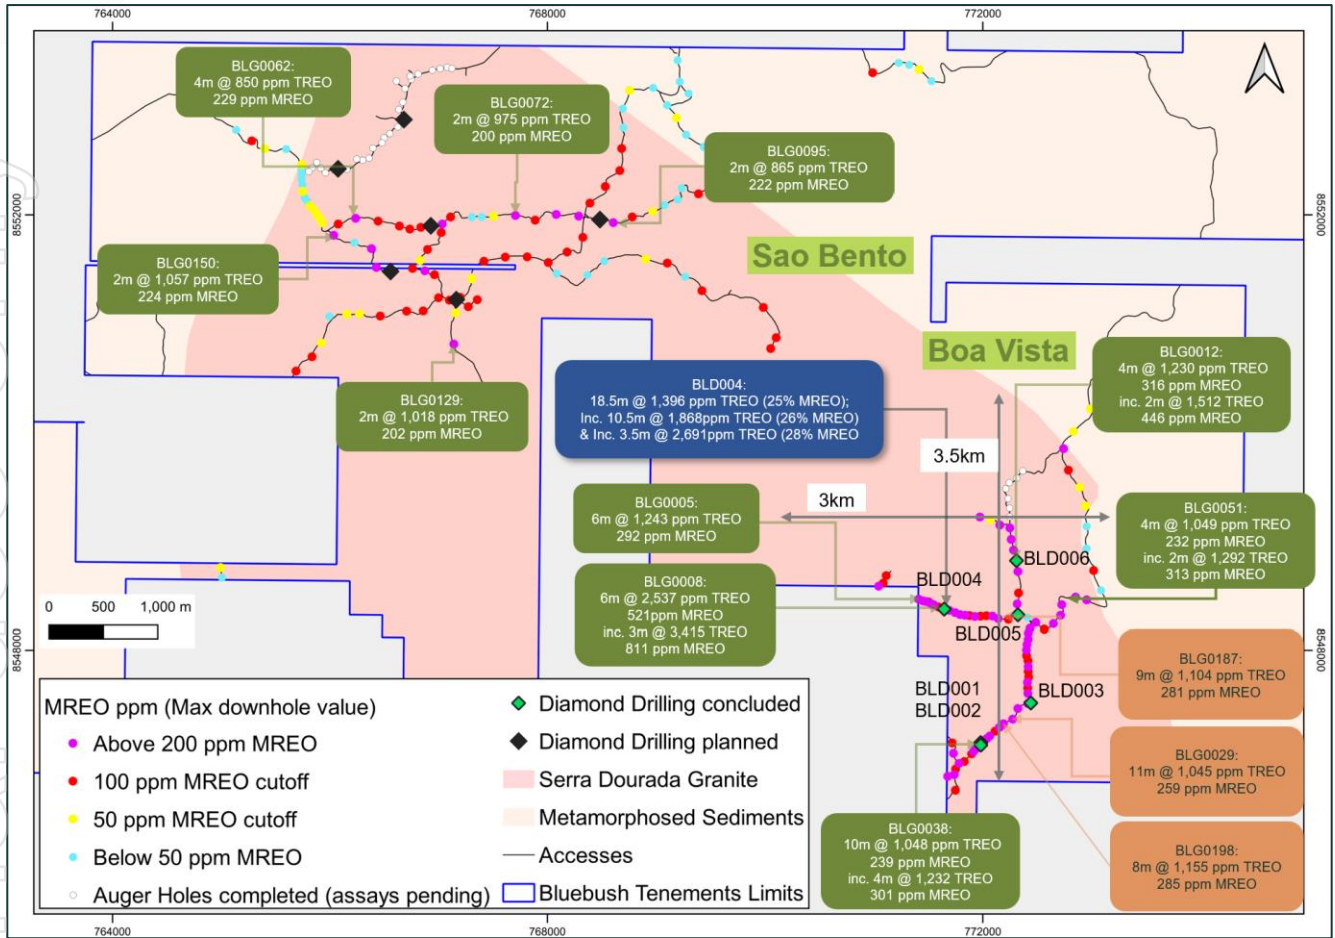 764000
768000
772000
BLG0062:
4m @ 850 ppm TREO
229 ppm MREO
BLG0072:
2m @ 975 ppm TREO
200 ppm MREO
BLG0095:
2m @ 865 ppm TREO
222 ppm MREO
8552000
8552000
Sao Bento
BLG0150:
2m @ 1,057 ppm TREO
224 ppm MREO
Boa Vista
BLG0012:
4m @ 1,230 ppm TREO
316 ppm MREO
inc. 2m @ 1,512 TREO
446 ppm MREO
BLG0129:
2m @ 1,018 ppm TREO
202 ppm MREO
BLD004:
18.5m @ 1,396 ppm TREO (25% MREO);
Inc. 10.5m @ 1,868ppm TREO (26% MREO)
& Inc. 3.5m @ 2,691ppm TREO (28% MREO
3.5km
3km
BLG0005:
6m @ 1,243 ppm TREO
292 ppm MREO
BLG0051:
4m @ 1,049 ppm TREO
232 ppm MREO
inc. 2m @ 1,292 TREO
313 ppm MREO
BLG0008:
6m @ 2,537 ppm TREO
521ppm MREO
inc. 3m @ 3,415 TREO
811 ppm MREO
BLD004
BLD006
BLD005
0 500 1,000 m
8548000
8548000
BLG0187:
9m @ 1,104 ppm TREO
281 ppm MREO
BLD001
BLD002
BLD003
BLG0029:
11m @ 1,045 ppm TREO
259 ppm MREO
BLG0038:
10m @ 1,048 ppm TREO
239 ppm MREO
inc. 4m @ 1,232 TREO
301 ppm MREO
BLG0198:
8m @ 1,155 ppm TREO
285 ppm MREO
MREO ppm (Max downhole value)
Above 200 ppm MREO
100 ppm MREO cutoff
50 ppm MREO cutoff
Below 50 ppm MREO
Auger Holes completed (assays pending)
Diamond Drilling concluded
Diamond Drilling planned
Serra Dourada Granite
Metamorphosed Sediments
Accesses
Bluebush Tenements Limits
764000
768000
772000